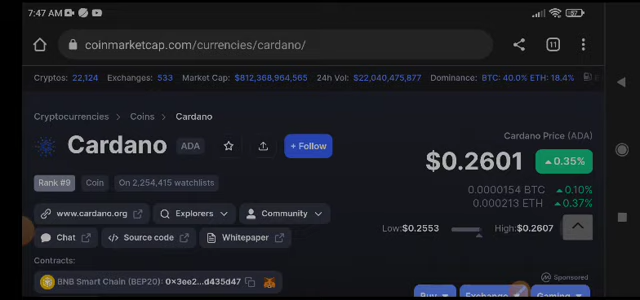 7:47 AM 67
coinmarketcap.com/currencies/cardano/ 11
Cryptos: 22,124 Exchanges: 533 Market Cap: $812,368,964,565 24h Vol: $22,040,475,877 Dominance: BTC: 40.0% ETH: 18.4%
Cryptocurrencies > Coins > Cardano
Cardano ADA + Follow
Cardano Price (ADA)
$0.2601 0.35%
Rank #9 Coin On 2,254,415 watchlists
0.0000154 BTC 0.10%
0.000213 ETH 0.37%
www.cardano.org Explorers Community
Low: $0.2553 High: $0.2607
Chat Source code Whitepaper
Contracts:
Sponsored
BNB Smart Chain (BEP20): 0x3ee2...d435d47
Buy Exchange Gaming